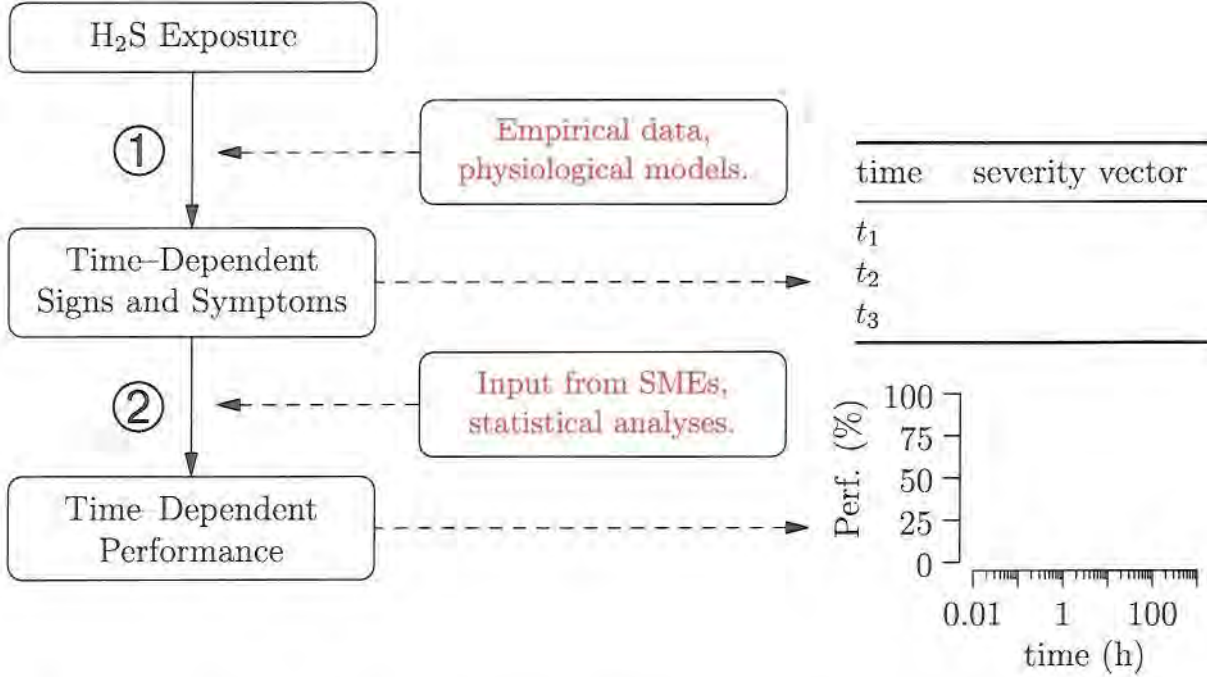 H₂S Exposure
①
Empirical data,
physiological models.
time severity vector
t₁
t₂
t₃
Time–Dependent
Signs and Symptoms
②
Input from SMEs,
statistical analyses.
Time–Dependent
Performance
Perf. (%)
100
75
50
25
0
0.01 1 100
time (h)